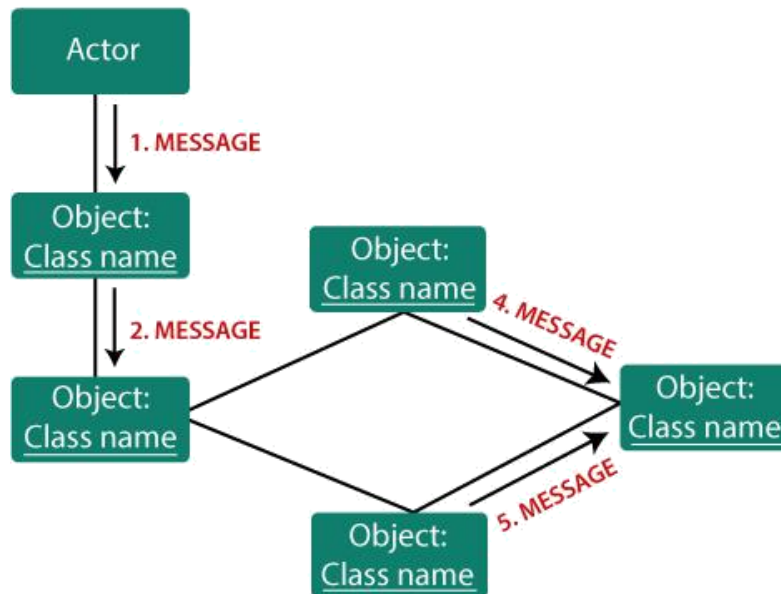 Actor
1. MESSAGE
Object:
Class name
2. MESSAGE
Object:
Class name
Object:
Class name
4. MESSAGE
Object:
Class name
5. MESSAGE
Object:
Class name